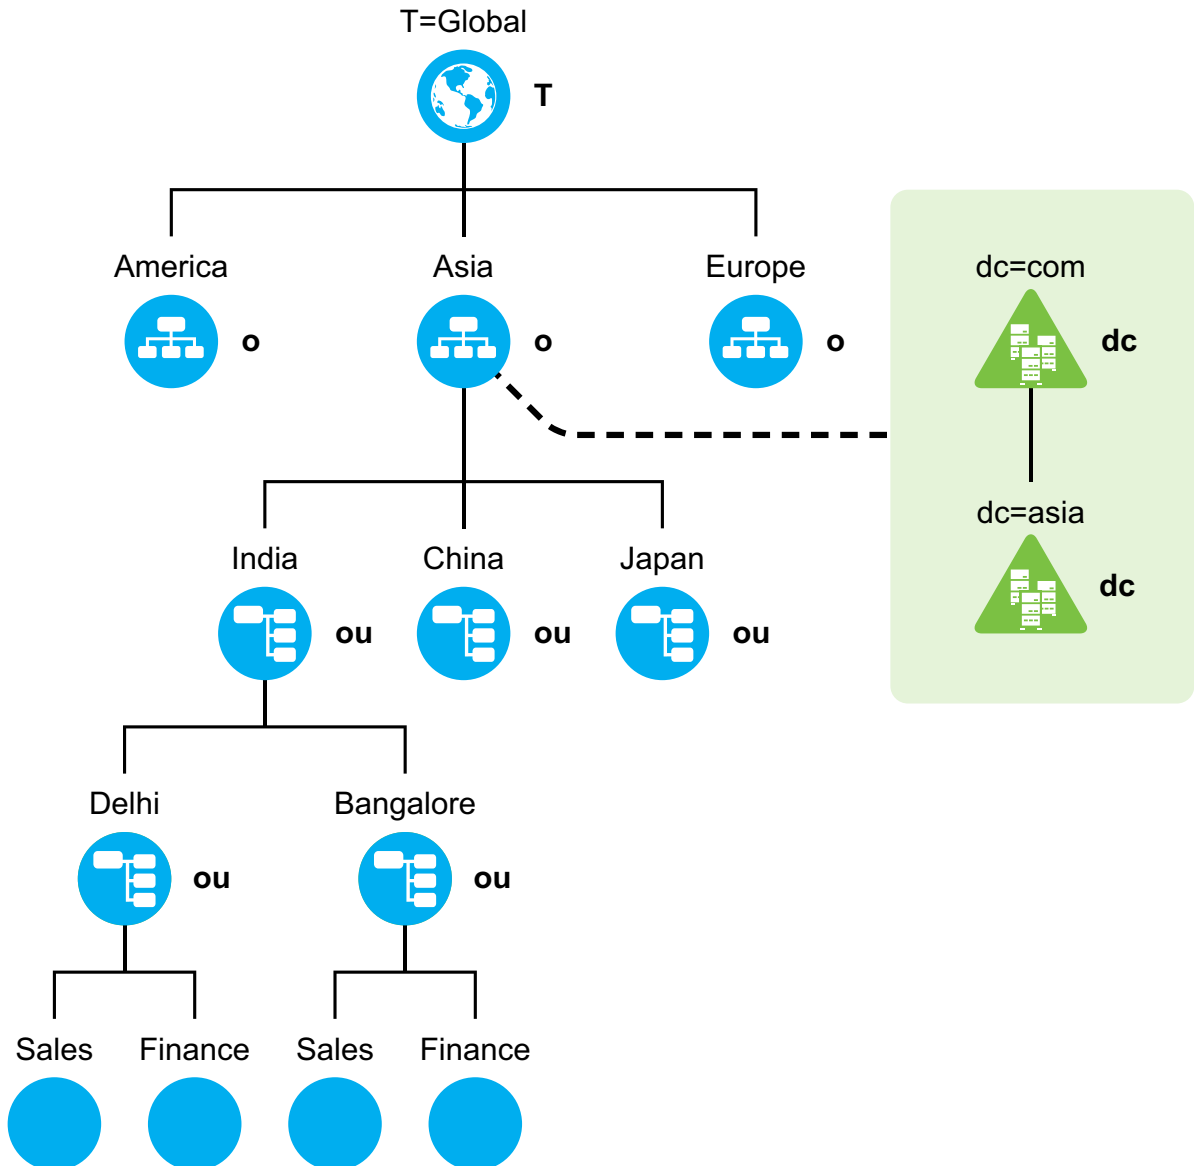 T=Global
T
America
Asia
Europe
o
o
o
dc=com
dc
dc=asia
dc
India
China
Japan
ou
ou
ou
Delhi
Bangalore
ou
ou
Sales
Finance
Sales
Finance